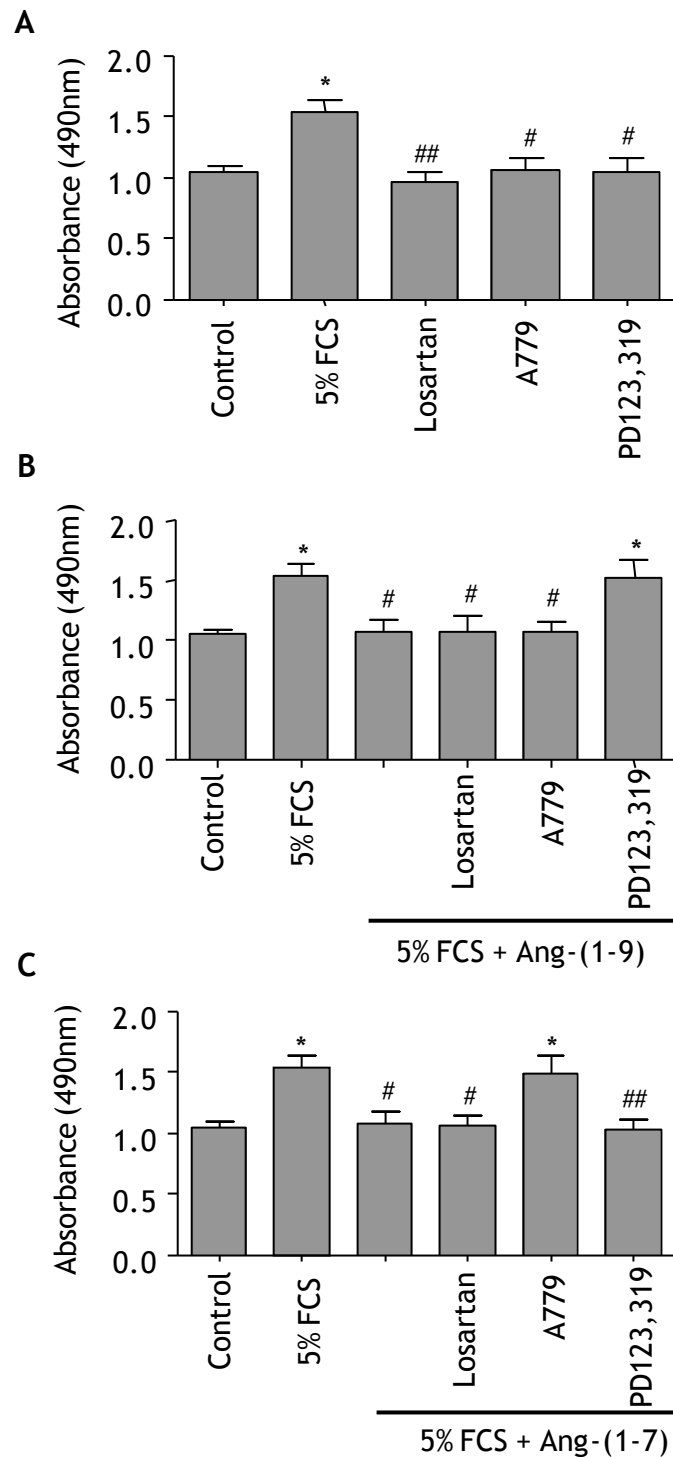 A
Absorbance (490nm)
2.0
1.5
1.0
0.5
0.0
*
##
#
#
Control
5% FCS
Losartan
A779
PD123,319
B
Absorbance (490nm)
2.0
1.5
1.0
0.5
0.0
*
#
#
#
*
Control
5% FCS
Losartan
A779
PD123,319
5% FCS + Ang-(1-9)
C
Absorbance (490nm)
2.0
1.5
1.0
0.5
0.0
*
#
#
*
##
Control
5% FCS
Losartan
A779
PD123,319
5% FCS + Ang-(1-7)